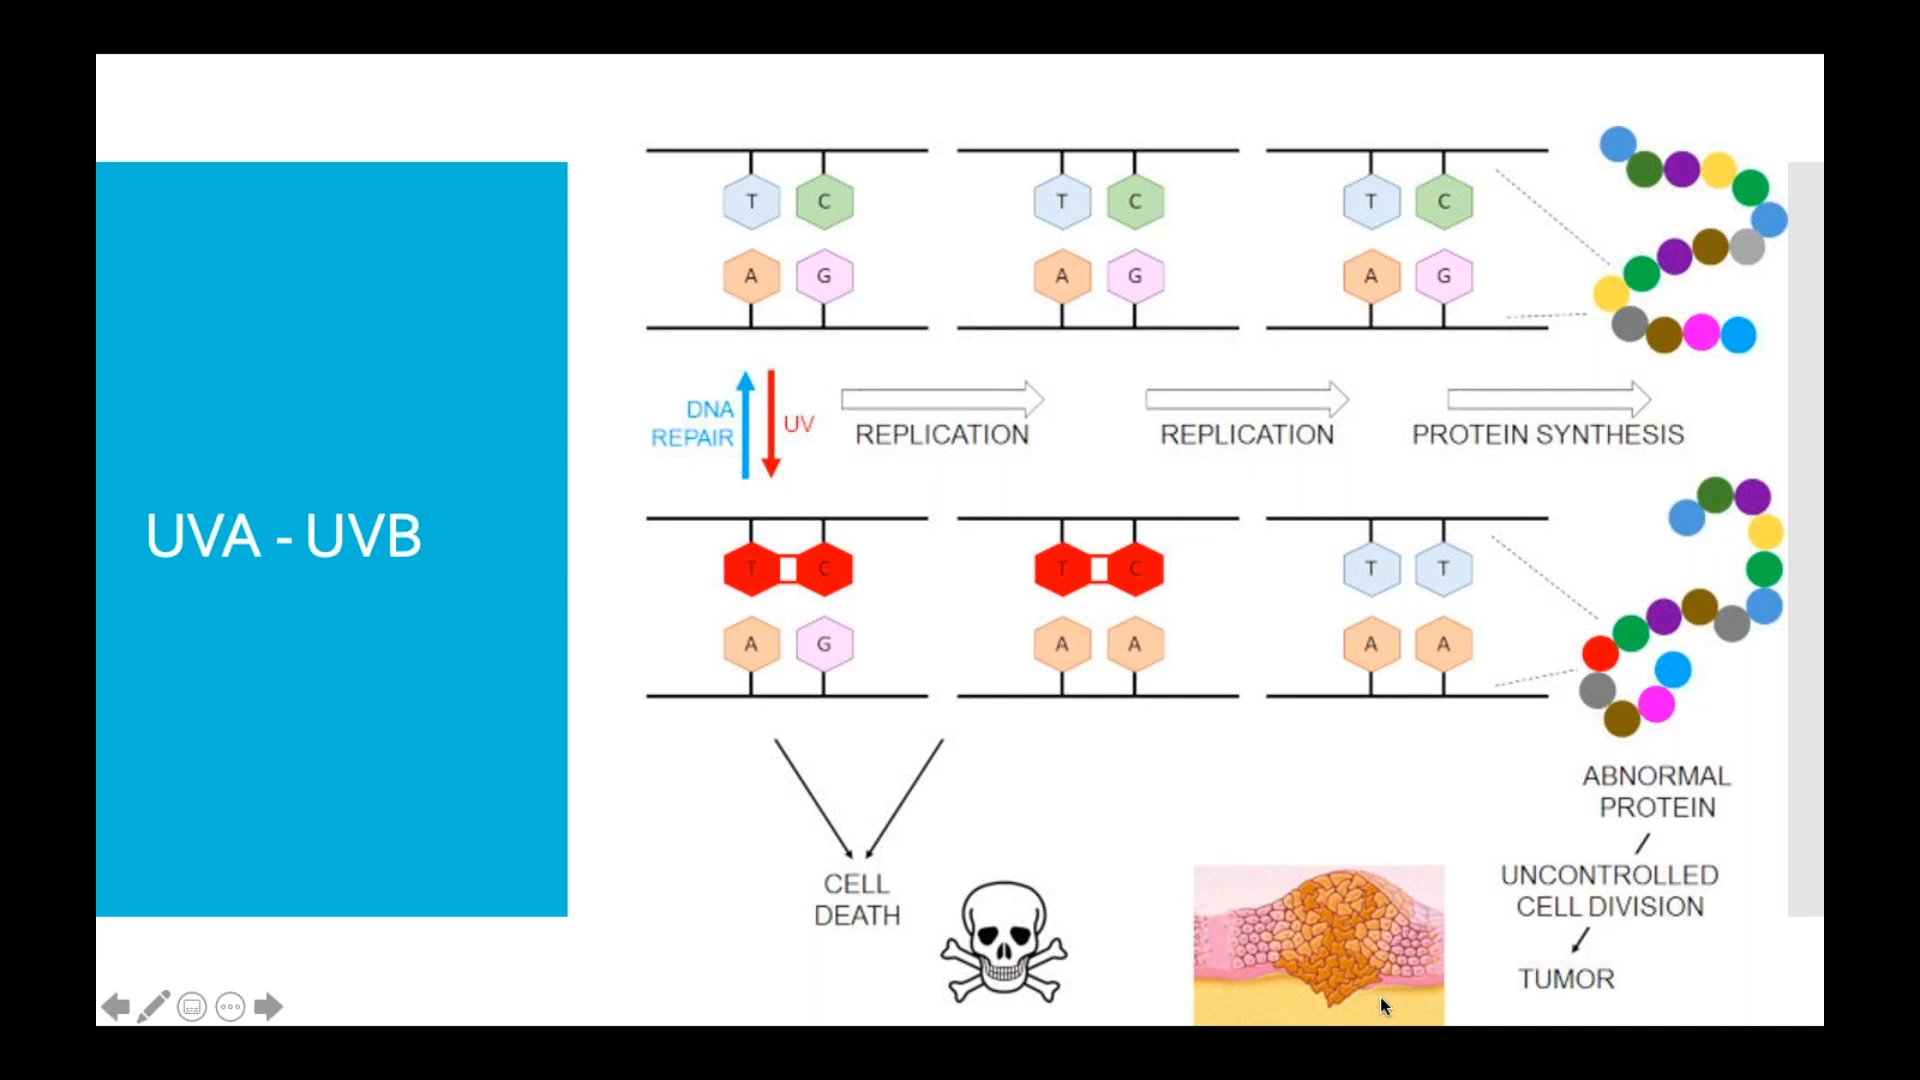 UVA - UVB
T C T C T C
A G A G A G
DNA
REPAIR
UV
REPLICATION
REPLICATION
PROTEIN SYNTHESIS
T C T C T T
A G A A A A
CELL
DEATH
ABNORMAL
PROTEIN
UNCONTROLLED
CELL DIVISION
TUMOR